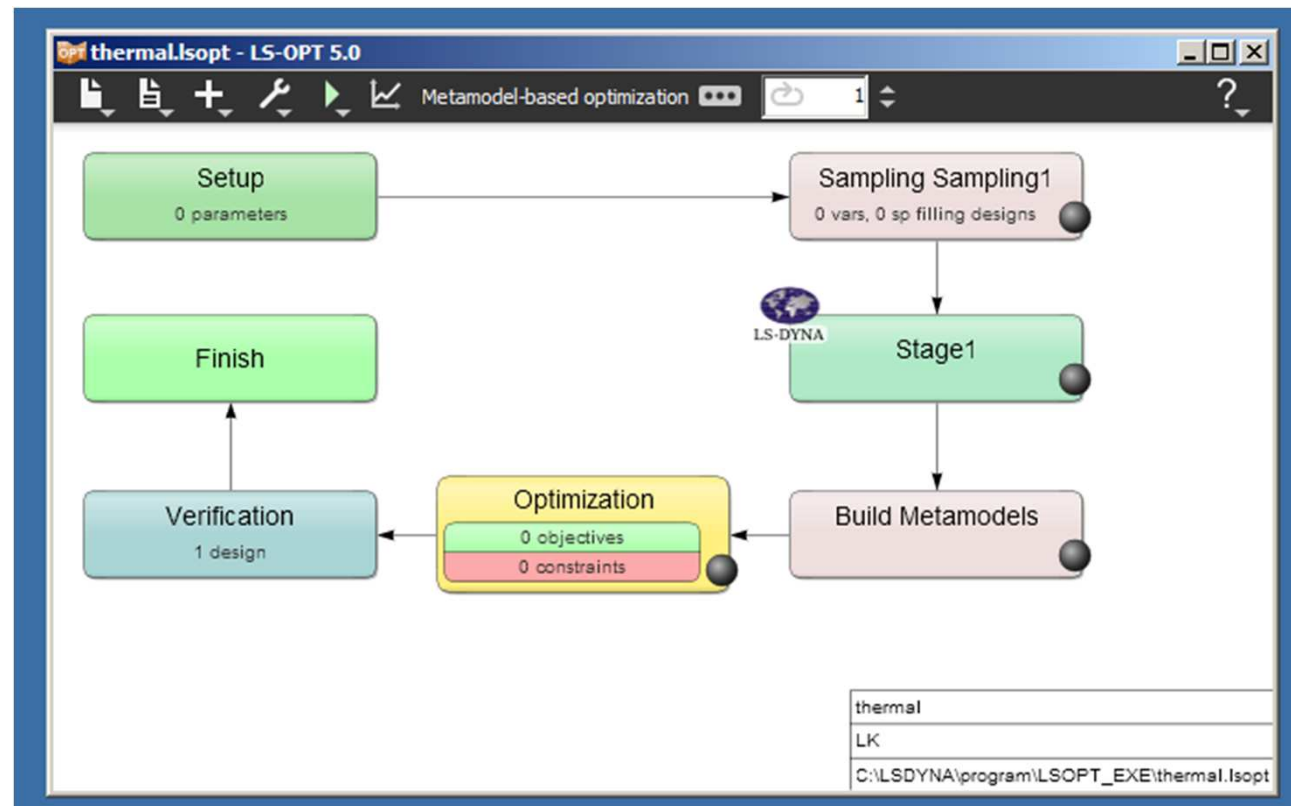 OPT thermal.lsopt - LS-OPT 5.0
Metamodel-based optimization 1 ?
Setup
0 parameters
Sampling Sampling1
0 vars, 0 sp filling designs
LS-DYNA
Stage1
Finish
Verification
1 design
Optimization
0 objectives
0 constraints
Build Metamodels
thermal
LK
C:\LSDYNA\program\LSOPT_EXE\thermal.lsopt